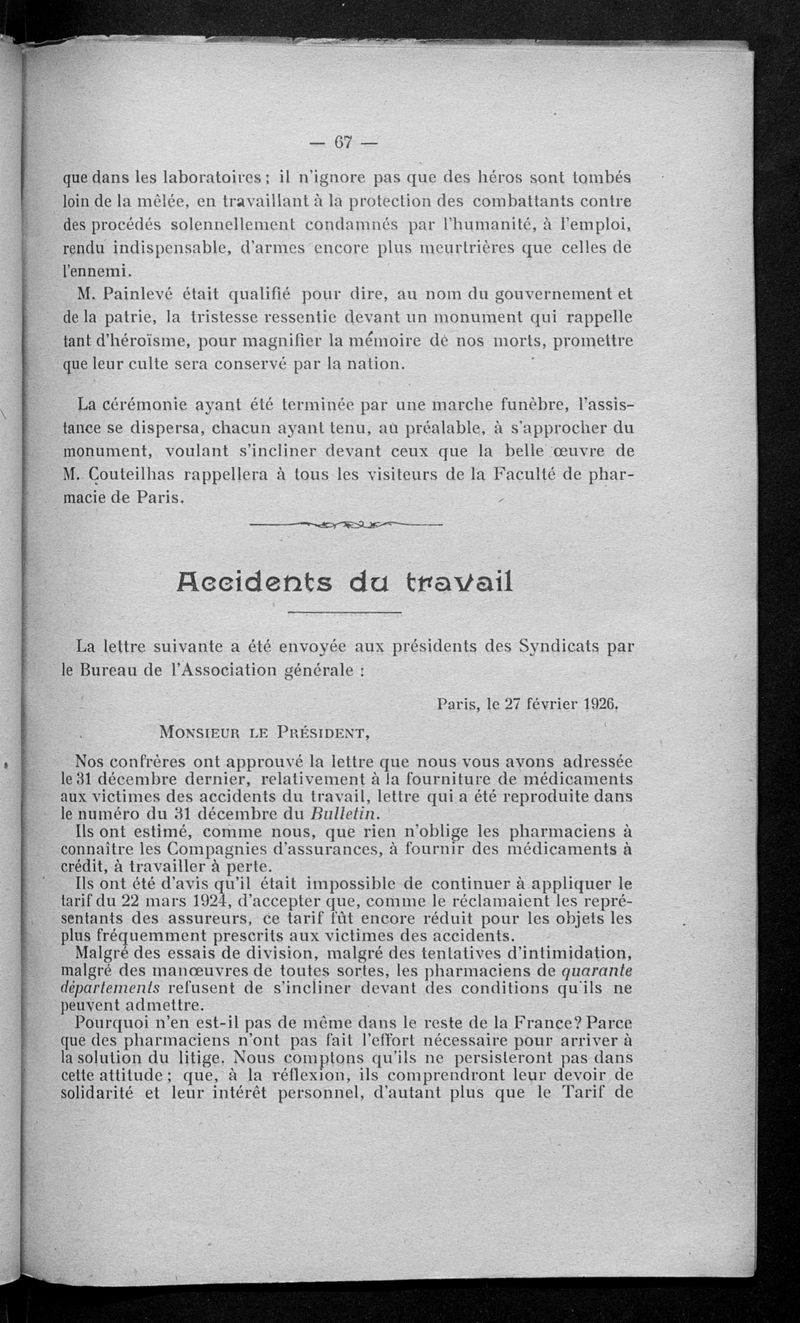 — 67 —
que dans les laboratoires ; il n'ignore pas que des héros sont tombés
loin de la mêlée, en travaillant à la protection des combattants contre
des procédés solennellement condamnés par l'humanité, à l'emploi,
rendu indispensable, d'armes encore plus meurtrières que celles de
l'ennemi.
M. Painlevé était qualifié pour dire, au nom du gouvernement et
de la patrie, la tristesse ressentie devant un monument qui rappelle
tant d'héroïsme, pour magnifier la mémoire de nos morts, promettre
que leur culte sera conservé par la nation.
La cérémonie ayant été terminée par une marche funèbre, l'assis-
tance se dispersa, chacun ayant tenu, au préalable, à s'approcher du
monument, voulant s'incliner devant ceux que la belle œuvre de
M. Couteilhas rappellera à tous les visiteurs de la Faculté de phar-
macie de Paris.
Accidents du travail
La lettre suivante a été envoyée aux présidents des Syndicats par
le Bureau de l'Association générale :
Paris, le 27 février 1926.
MONSIEUR LE PRÉSIDENT,
Nos confrères ont approuvé la lettre que nous vous avons adressée
le 31 décembre dernier, relativement à la fourniture de médicaments
aux victimes des accidents du travail, lettre qui a été reproduite dans
le numéro du 31 décembre du Bulletin.
Ils ont estimé, comme nous, que rien n'oblige les pharmaciens à
connaître les Compagnies d'assurances, à fournir des médicaments à
crédit, à travailler à perte.
Ils ont été d'avis qu'il était impossible de continuer à appliquer le
tarif du 22 mars 1924, d'accepter que, comme le réclamaient les repré-
sentants des assureurs, ce tarif fût encore réduit pour les objets les
plus fréquemment prescrits aux victimes des accidents.
Malgré des essais de division, malgré des tentatives d'intimidation,
malgré des manœuvres de toutes sortes, les pharmaciens de quarante
départements refusent de s'incliner devant des conditions qu'ils ne
peuvent admettre.
Pourquoi n'en est-il pas de même dans le reste de la France? Parce
que des pharmaciens n'ont pas fait l'effort nécessaire pour arriver à
la solution du litige. Nous comptons qu'ils ne persisteront pas dans
cette attitude ; que, à la réflexion, ils comprendront leur devoir de
solidarité et leur intérêt personnel, d'autant plus que le Tarif de